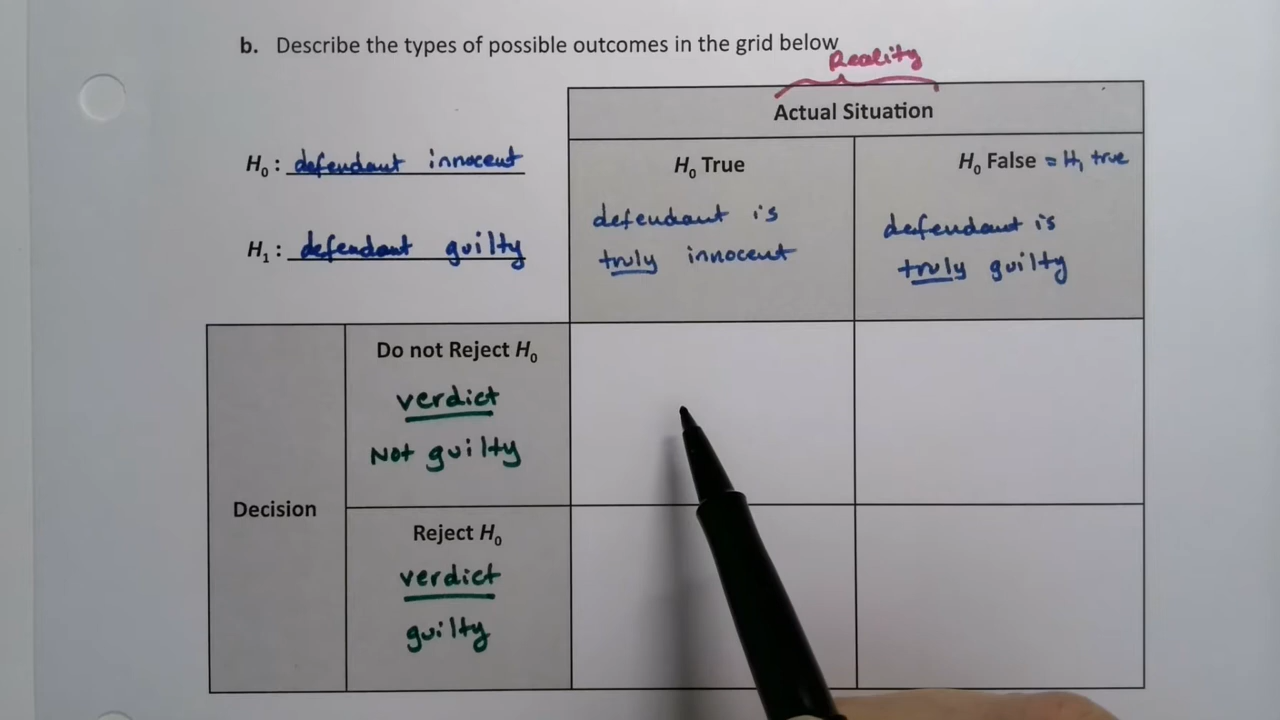 b. Describe the types of possible outcomes in the grid below
Reality
Actual Situation
H0 : defendant innocent
H1 : defendant guilty
H0 True
defendant is
truly innocent
H0 False = H1 true
defendant is
truly guilty
Decision
Do not Reject H0
verdict
Not guilty
Reject H0
verdict
guilty